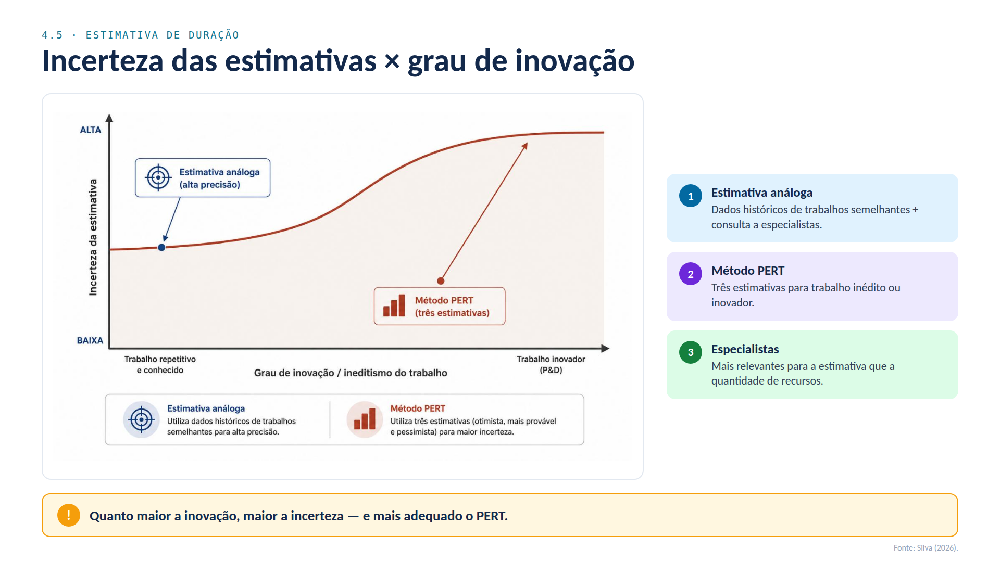 4.5 · ESTIMATIVA DE DURAÇÃO
Incerteza das estimativas × grau de inovação
ALTA
Incerteza da estimativa
BAIXA
Estimativa análoga
(alta precisão)
Método PERT
(três estimativas)
Trabalho repetitivo
e conhecido
Grau de inovação / ineditismo do trabalho
Trabalho inovador
(P&D)
Estimativa análoga
Utiliza dados históricos de trabalhos
semelhantes para alta precisão.
Método PERT
Utiliza três estimativas (otimista, mais provável
e pessimista) para maior incerteza.
1
Estimativa análoga
Dados históricos de trabalhos semelhantes +
consulta a especialistas.
2
Método PERT
Três estimativas para trabalho inédito ou
inovador.
3
Especialistas
Mais relevantes para a estimativa que a
quantidade de recursos.
! Quanto maior a inovação, maior a incerteza — e mais adequado o PERT.
Fonte: Silva (2026).